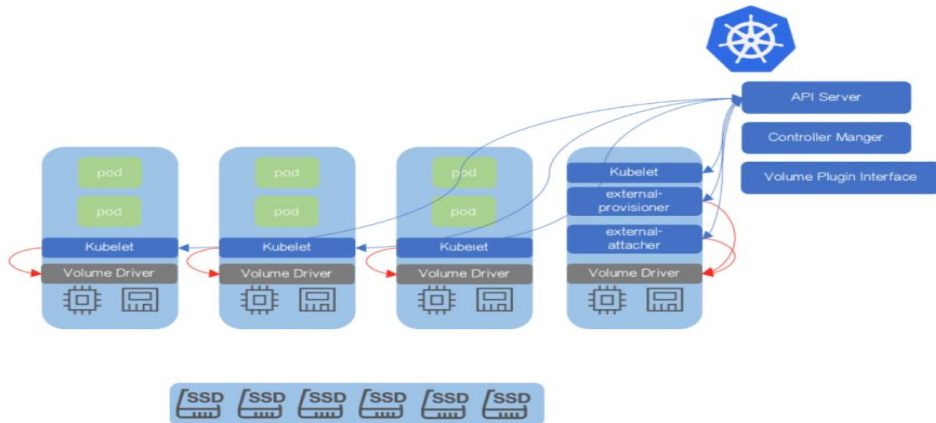 API Server
Controller Manger
Volume Plugin Interface
pod
pod
Kubelet
Volume Driver
pod
pod
Kubelet
Volume Driver
pod
pod
Kubelet
Volume Driver
Kubelet
external-
provisioner
external-
attacher
Volume Driver
SSD
SSD
SSD
SSD
SSD
SSD